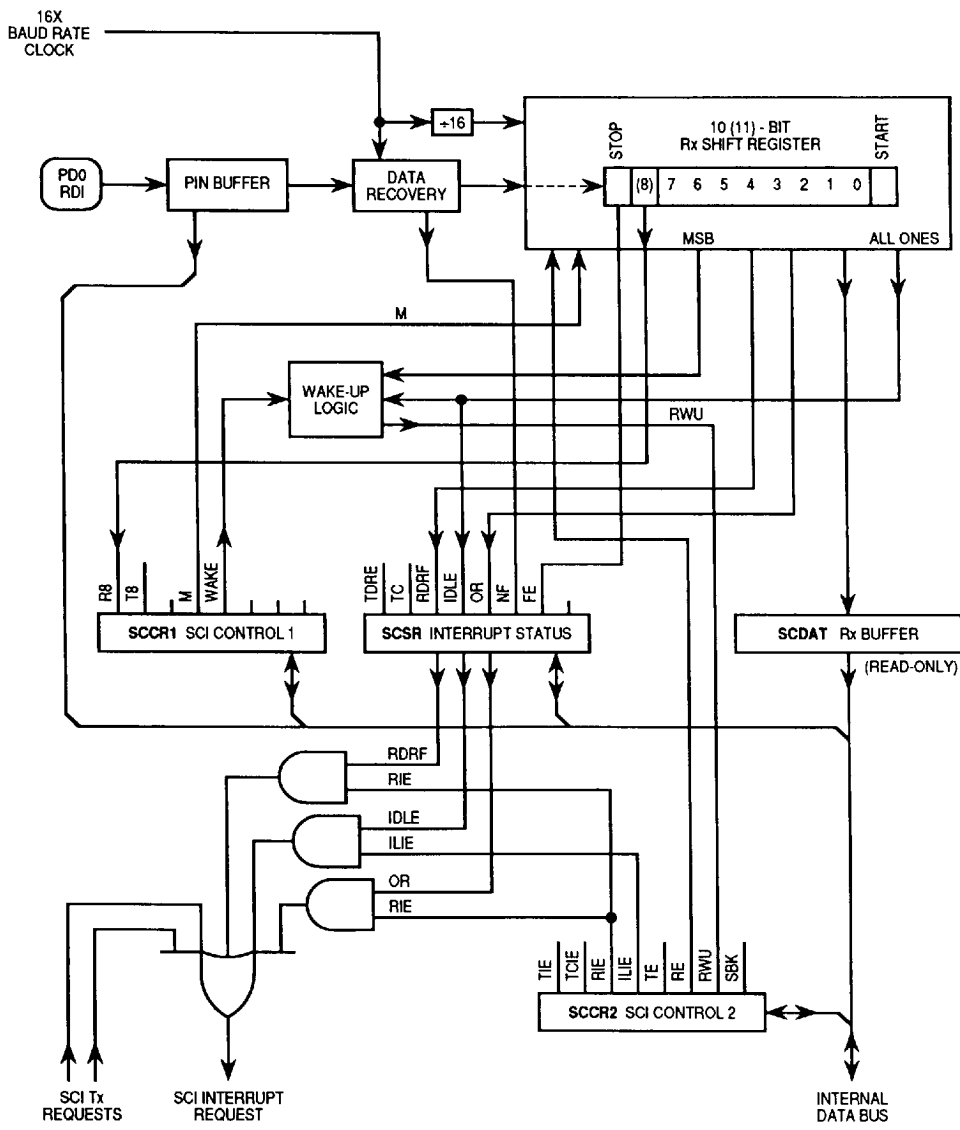 16X
BAUD RATE
CLOCK
÷16
10 (11) - BIT
Rx SHIFT REGISTER
STOP
START
(8) 7 6 5 4 3 2 1 0
PD0
RDI
PIN BUFFER
DATA
RECOVERY
MSB
ALL ONES
M
WAKE-UP
LOGIC
RWU
R8
T8
M
WAKE
TDRE
TC
RDRF
IDLE
OR
NF
FE
SCCR1 SCI CONTROL 1
SCSR INTERRUPT STATUS
SCDAT Rx BUFFER
(READ-ONLY)
RDRF
RIE
IDLE
ILIE
OR
RIE
TIE
TCIE
RIE
ILIE
TE
RE
RWU
SBK
SCCR2 SCI CONTROL 2
SCI Tx
REQUESTS
SCI INTERRUPT
REQUEST
INTERNAL
DATA BUS